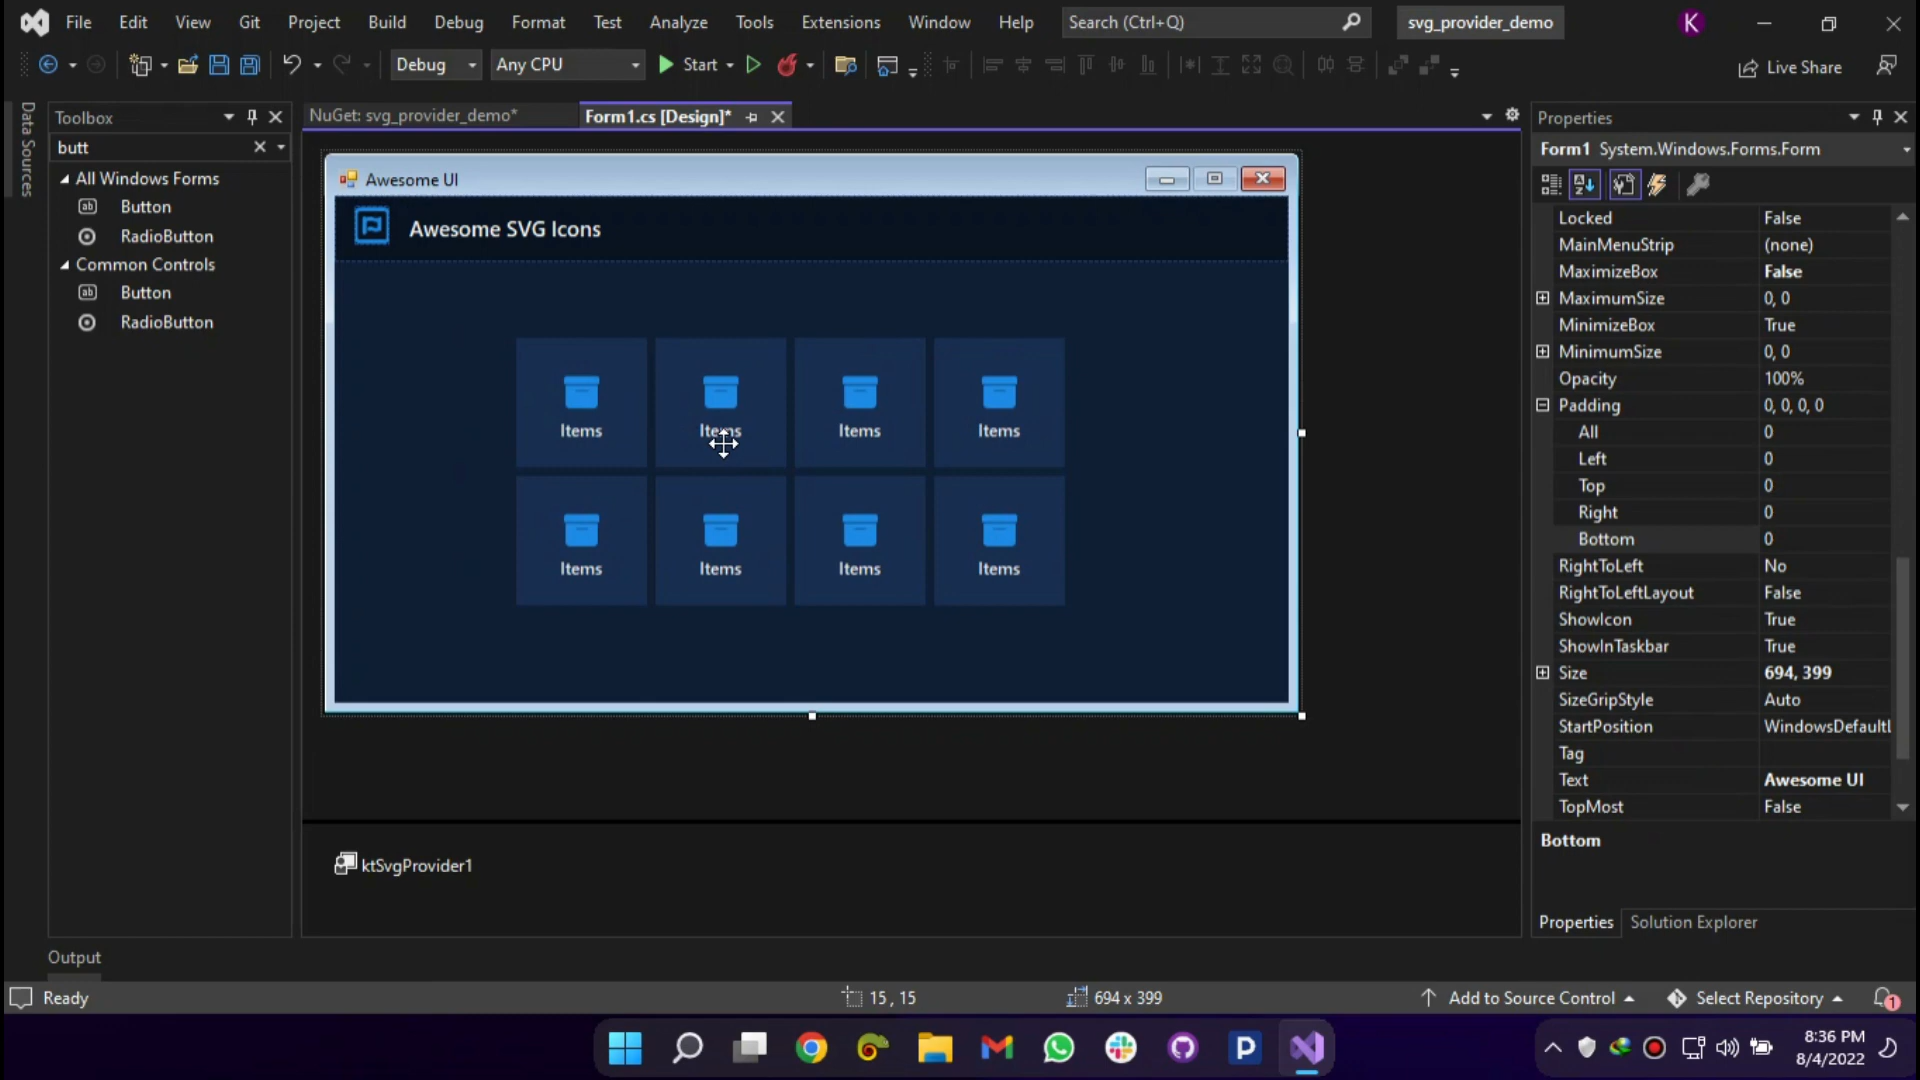 File Edit View Git Project Build Debug Format Test Analyze Tools Extensions Window Help Search (Ctrl+Q) svg_provider_demo K
Debug Any CPU Start Live Share
Data Sources
Toolbox
butt
All Windows Forms
Button
RadioButton
Common Controls
Button
RadioButton
NuGet: svg_provider_demo* Form1.cs [Design]*
Awesome UI
Awesome SVG Icons
Items Items Items Items
Items Items Items Items
ktSvgProvider1
Properties
Form1 System.Windows.Forms.Form
Locked False
MainMenuStrip (none)
MaximizeBox False
MaximumSize 0, 0
MinimizeBox True
MinimumSize 0, 0
Opacity 100%
Padding 0, 0, 0, 0
All 0
Left 0
Top 0
Right 0
Bottom 0
RightToLeft No
RightToLeftLayout False
ShowIcon True
ShowInTaskbar True
Size 694, 399
SizeGripStyle Auto
StartPosition WindowsDefaultL
Tag
Text Awesome UI
TopMost False
Bottom
Properties Solution Explorer
Output
Ready 15, 15 694 x 399 Add to Source Control Select Repository 1
8:36 PM
8/4/2022